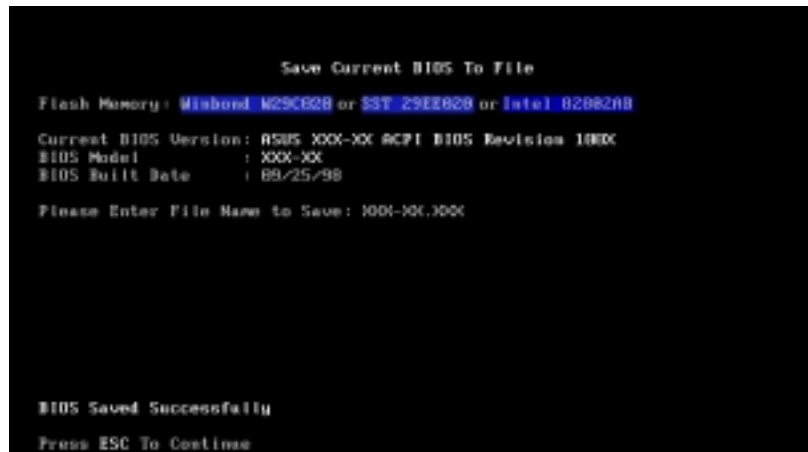 Save Current BIOS To File
Flash Memory: Winbond W29C020 or SST 29EE020 or Intel 82802AB
Current BIOS Version: ASUS XXX-XX ACPI BIOS Revision 100X
BIOS Model : XXX-XX
BIOS Built Date : 09/25/98
Please Enter File Name to Save: XXX-XX.XXX
BIOS Saved Successfully
Press ESC To Continue